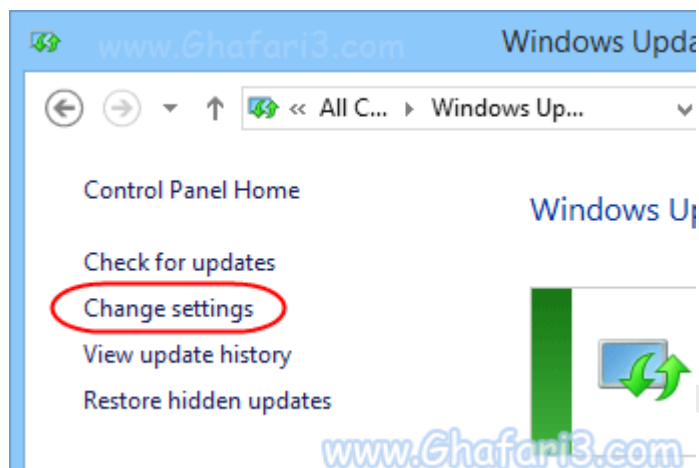 www.Ghafari3.com
Windows Upda
« All C... ▸ Windows Up...
Control Panel Home
Windows Up
Check for updates
Change settings
View update history
Restore hidden updates
www.Ghafari3.com